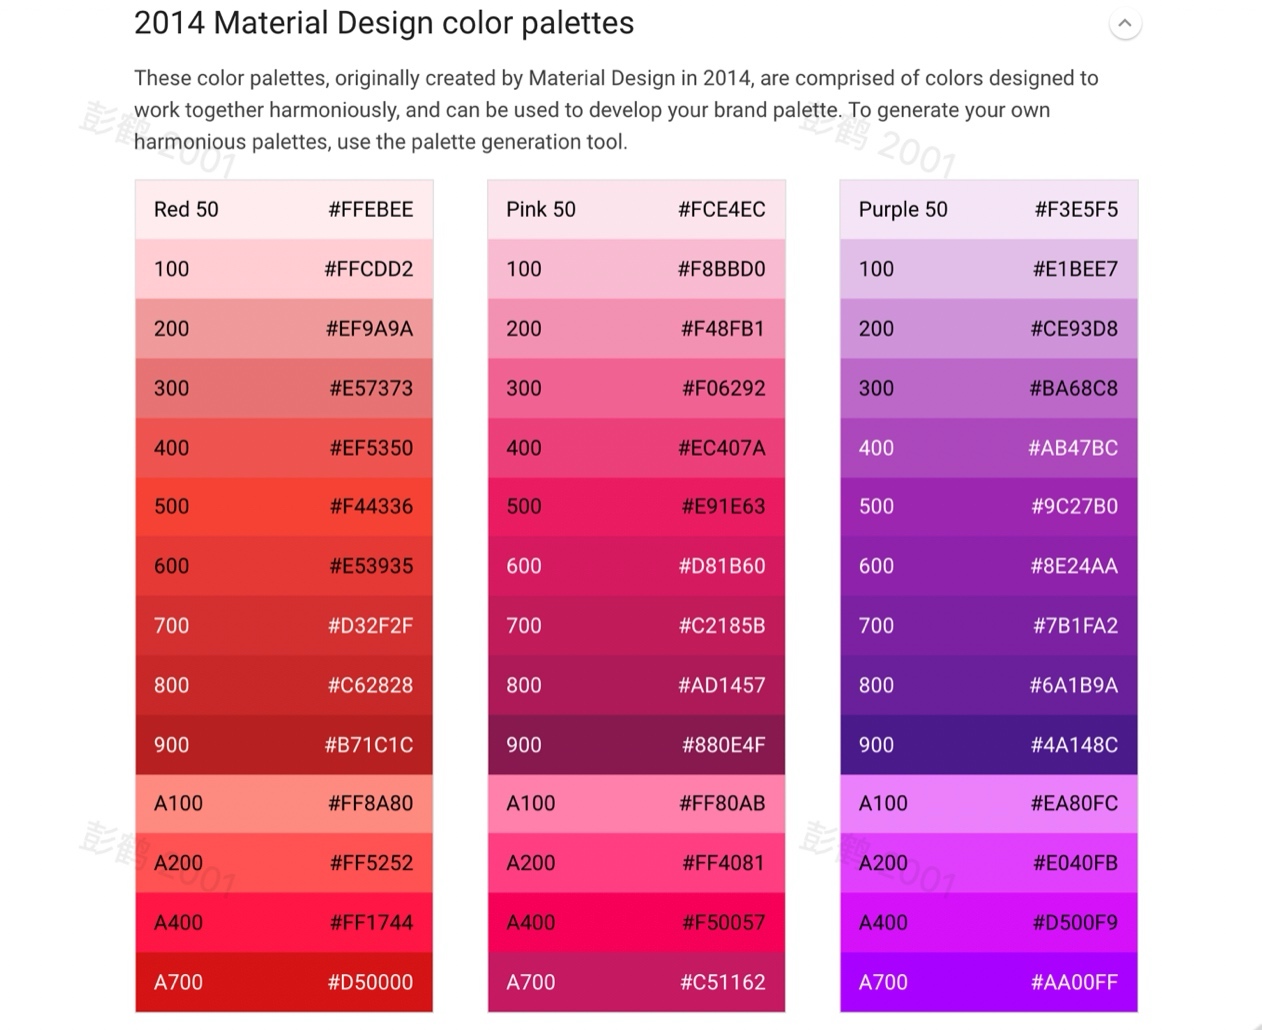 2014 Material Design color palettes
These color palettes, originally created by Material Design in 2014, are comprised of colors designed to
work together harmoniously, and can be used to develop your brand palette. To generate your own
harmonious palettes, use the palette generation tool.
彭鹤 2001
彭鹤 2001
Red 50 #FFEBEE
100 #FFCDD2
200 #EF9A9A
300 #E57373
400 #EF5350
500 #F44336
600 #E53935
700 #D32F2F
800 #C62828
900 #B71C1C
A100 #FF8A80
A200 #FF5252
A400 #FF1744
A700 #D50000
Pink 50 #FCE4EC
100 #F8BBD0
200 #F48FB1
300 #F06292
400 #EC407A
500 #E91E63
600 #D81B60
700 #C2185B
800 #AD1457
900 #880E4F
A100 #FF80AB
A200 #FF4081
A400 #F50057
A700 #C51162
Purple 50 #F3E5F5
100 #E1BEE7
200 #CE93D8
300 #BA68C8
400 #AB47BC
500 #9C27B0
600 #8E24AA
700 #7B1FA2
800 #6A1B9A
900 #4A148C
A100 #EA80FC
A200 #E040FB
A400 #D500F9
A700 #AA00FF
彭鹤 2001
彭鹤 2001